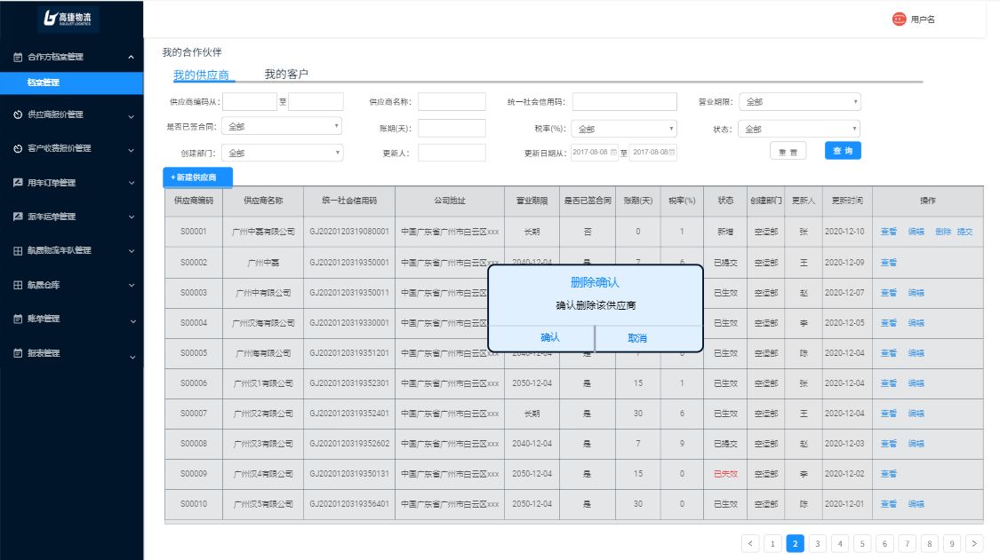 高捷物流
GOLDJET LOGISTICS
用户名
合作方档案管理
档案管理
供应商报价管理
客户收费报价管理
用车订单管理
派车运单管理
航晟物流车队管理
航晟仓库
账单管理
报表管理
我的合作伙伴
我的供应商 我的客户
供应商编码从: 至 供应商名称: 统一社会信用码: 营业期限: 全部
是否已签合同: 全部 账期(天): 税率(%): 全部 状态: 全部
创建部门: 全部 更新人: 更新日期从: 2017-08-08 至 2017-08-08 重 置 查 询
+新建供应商
供应商编码 供应商名称 统一社会信用码 公司地址 营业期限 是否已签合同 账期(天) 税率(%) 状态 创建部门 更新人 更新时间 操作
S00001 广州中磊有限公司 GJ2020120319080001 中国广东省广州市白云区xxx 长期 否 0 1 新增 空运部 张 2020-12-10 查看 编辑 删除 提交
S00002 广州中磊 GJ2020120319350001 中国广东省广州市白云区xxx 2040-12-04 是 7 6 已提交 空运部 王 2020-12-09 查看
S00003 广州中有限公司 GJ2020120319350011 中国广东省广州市白云区 已生效 空运部 赵 2020-12-07 查看 编辑
S00004 广州汉海有限公司 GJ2020120319330001 中国广东省广州市白云区 已生效 空运部 李 2020-12-05 查看 编辑
S00005 广州海有限公司 GJ2020120319351201 中国广东省广州市白云区xxx 2040-12-04 是 7 已生效 空运部 陈 2020-12-04 查看 编辑
S00006 广州汉1有限公司 GJ2020120319352301 中国广东省广州市白云区xxx 2050-12-04 是 15 1 已生效 空运部 张 2020-12-04 查看 编辑
S00007 广州汉2有限公司 GJ2020120319352401 中国广东省广州市白云区xxx 长期 是 30 6 已生效 空运部 王 2020-12-04 查看 编辑
S00008 广州汉3有限公司 GJ2020120319352602 中国广东省广州市白云区xxx 2040-12-04 是 7 9 已提交 空运部 赵 2020-12-03 查看 编辑
S00009 广州汉4有限公司 GJ2020120319350131 中国广东省广州市白云区xxx 2050-12-04 是 15 0 已失效 空运部 李 2020-12-02 查看
S00010 广州汉5有限公司 GJ2020120319356401 中国广东省广州市白云区xxx 2050-12-04 是 30 0 已生效 空运部 陈 2020-12-01 查看 编辑
删除确认
确认删除该供应商
确认 取消
< 1 2 3 4 5 6 7 8 9 >